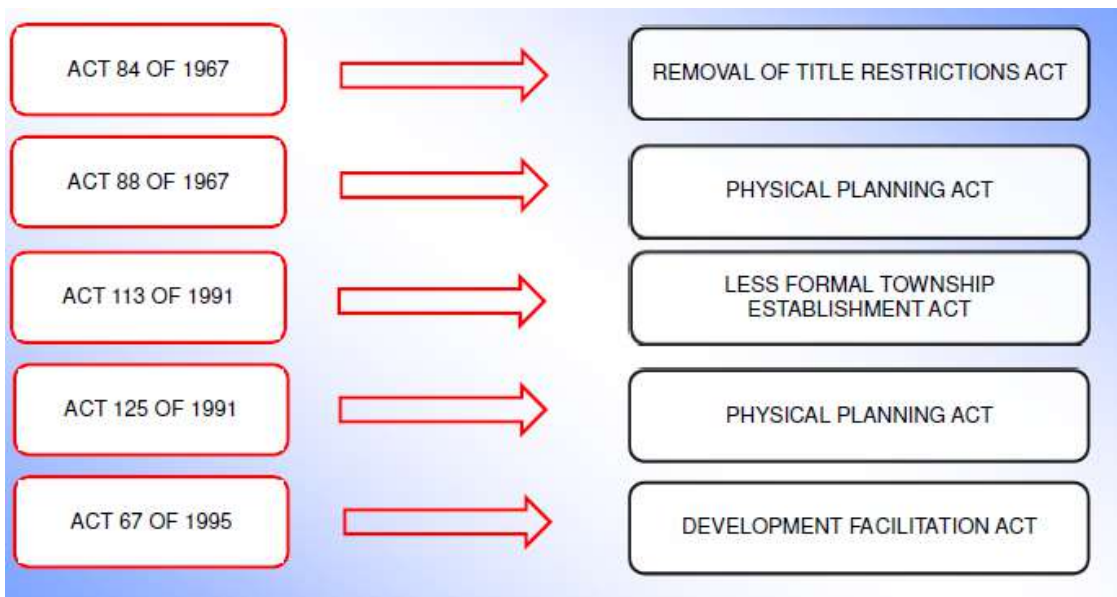 ACT 84 OF 1967
REMOVAL OF TITLE RESTRICTIONS ACT
ACT 88 OF 1967
PHYSICAL PLANNING ACT
ACT 113 OF 1991
LESS FORMAL TOWNSHIP
ESTABLISHMENT ACT
ACT 125 OF 1991
PHYSICAL PLANNING ACT
ACT 67 OF 1995
DEVELOPMENT FACILITATION ACT